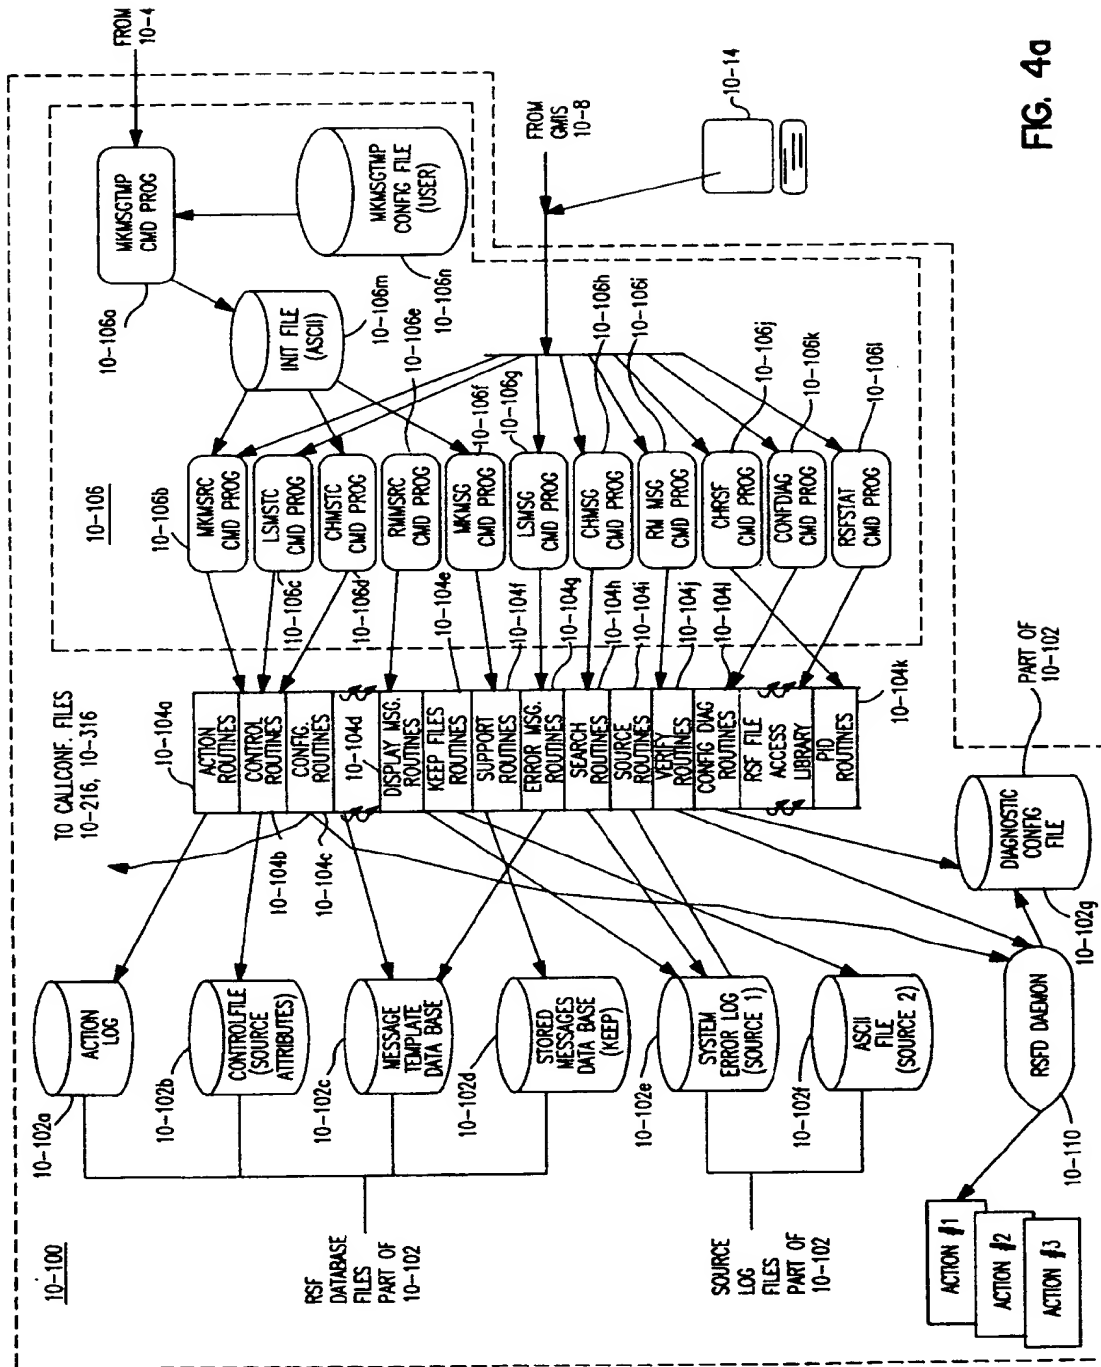 FROM
10-4
MKMSGTMP
CMD PROG
10-106a
MKMSGTMP
CONFIG FILE
(USER)
10-106n
INIT FILE
(ASCII)
10-106m
FROM
GMIS
10-8
10-14
FIG. 4a
10-106
10-106b
MKMSRC
CMD PROG
LSMSTC
CMD PROG
10-106c
CHMSTC
CMD PROG
10-106d
RMMSRC
CMD PROG
10-106e
MKMSG
CMD PROG
10-106f
LSMSG
CMD PROG
10-106g
CHMSG
CMD PROG
10-106h
RM MSG
CMD PROG
10-106i
CHRSF
CMD PROG
10-106j
CONFDIAG
CMD PROG
10-106k
RSFSTAT
CMD PROG
10-106l
TO CALLCONF. FILES
10-216, 10-316
10-104a
ACTION
ROUTINES
CONTROL
ROUTINES
10-104b
CONFIG.
ROUTINES
10-104c
10-104d
DISPLAY MSG.
ROUTINES
10-104e
KEEP FILES
ROUTINES
SUPPORT
ROUTINES
10-104f
ERROR MSG.
ROUTINES
10-104g
SEARCH
ROUTINES
10-104h
SOURCE
ROUTINES
10-104i
VERIFY
ROUTINES
10-104j
CONFIG DIAG
ROUTINES
10-104l
RSF FILE
ACCESS
LIBRARY
PID
ROUTINES
10-104k
PART OF
10-102
DIAGNOSTIC
CONFIG
FILE
10-102g
10-100
ACTION
LOG
10-102a
CONTROLFILE
(SOURCE
ATTRIBUTES)
10-102b
MESSAGE
TEMPLATE
DATA BASE
10-102c
STORED
MESSAGES
DATA BASE
(KEEP)
10-102d
SYSTEM
ERROR LOG
(SOURCE 1)
10-102e
ASCII
FILE
(SOURCE 2)
10-102f
RSFD DAEMON
10-110
RSF
DATABASE
FILES
PART OF
10-102
SOURCE
LOG
FILES
PART OF
10-102
ACTION #1
ACTION #2
ACTION #3